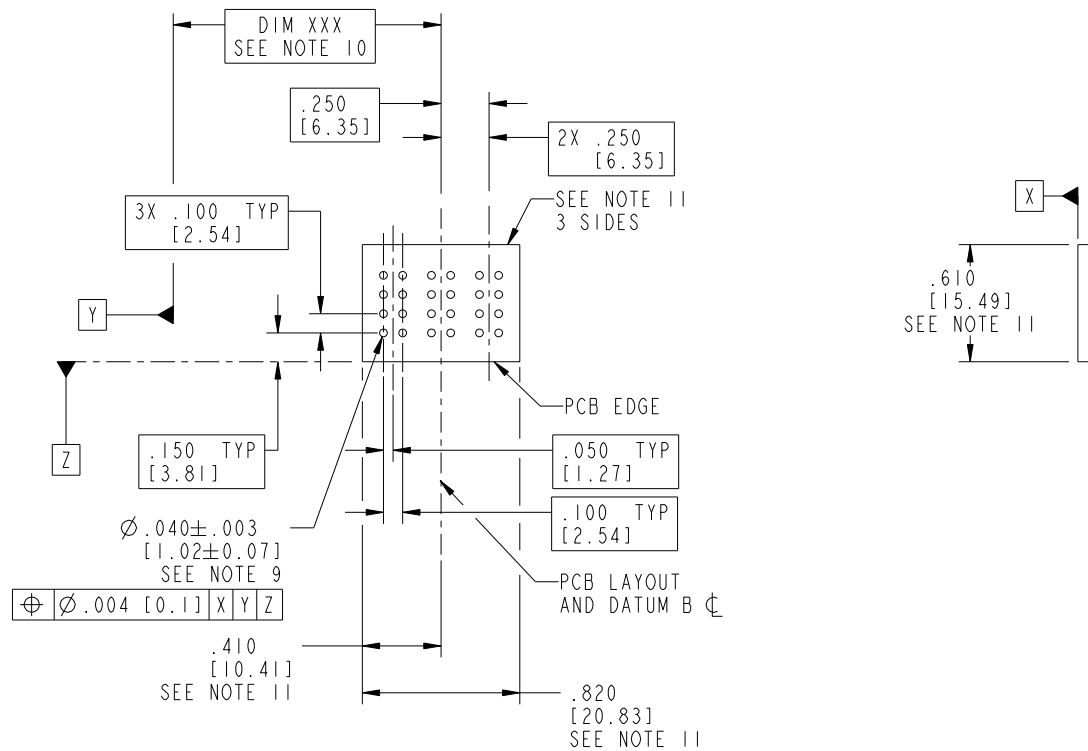 DIM XXX
SEE NOTE 10
.250
[6.35]
2X .250
[6.35]
SEE NOTE 11
3 SIDES
X
3X .100 TYP
[2.54]
.610
[15.49]
SEE NOTE 11
Y
PCB EDGE
Z
.150 TYP
[3.81]
.050 TYP
[1.27]
.100 TYP
[2.54]
Ø.040±.003
[1.02±0.07]
SEE NOTE 9
⌖ Ø.004 [0.1] X Y Z
PCB LAYOUT
AND DATUM B ℄
.410
[10.41]
SEE NOTE 11
.820
[20.83]
SEE NOTE 11